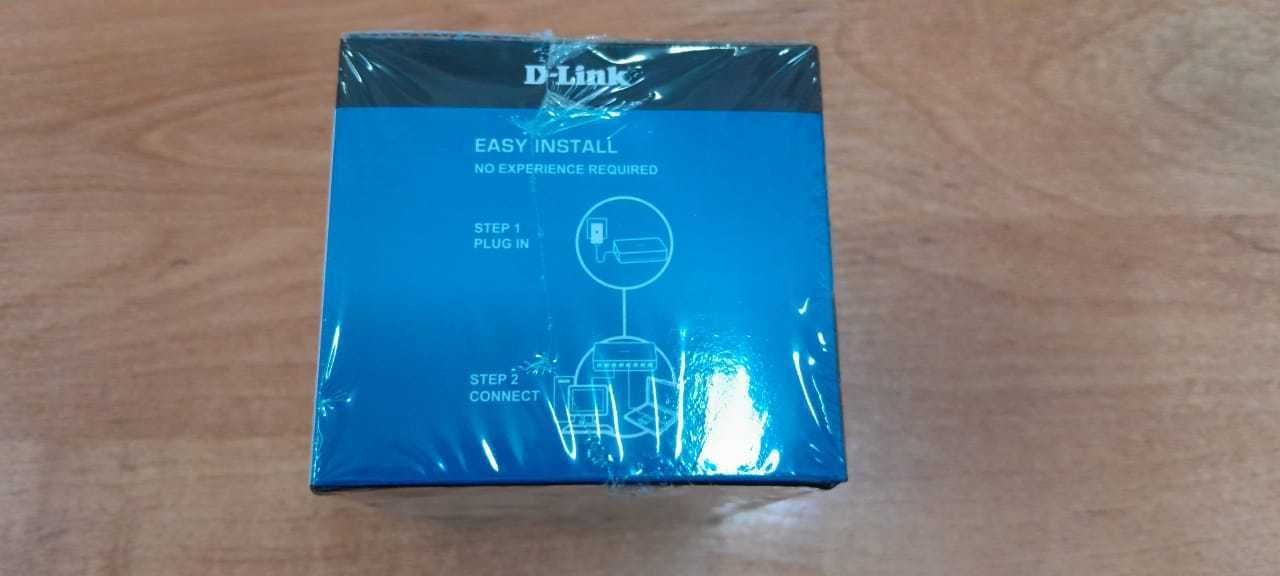 D-Link
EASY INSTALL
NO EXPERIENCE REQUIRED
STEP 1
PLUG IN
STEP 2
CONNECT